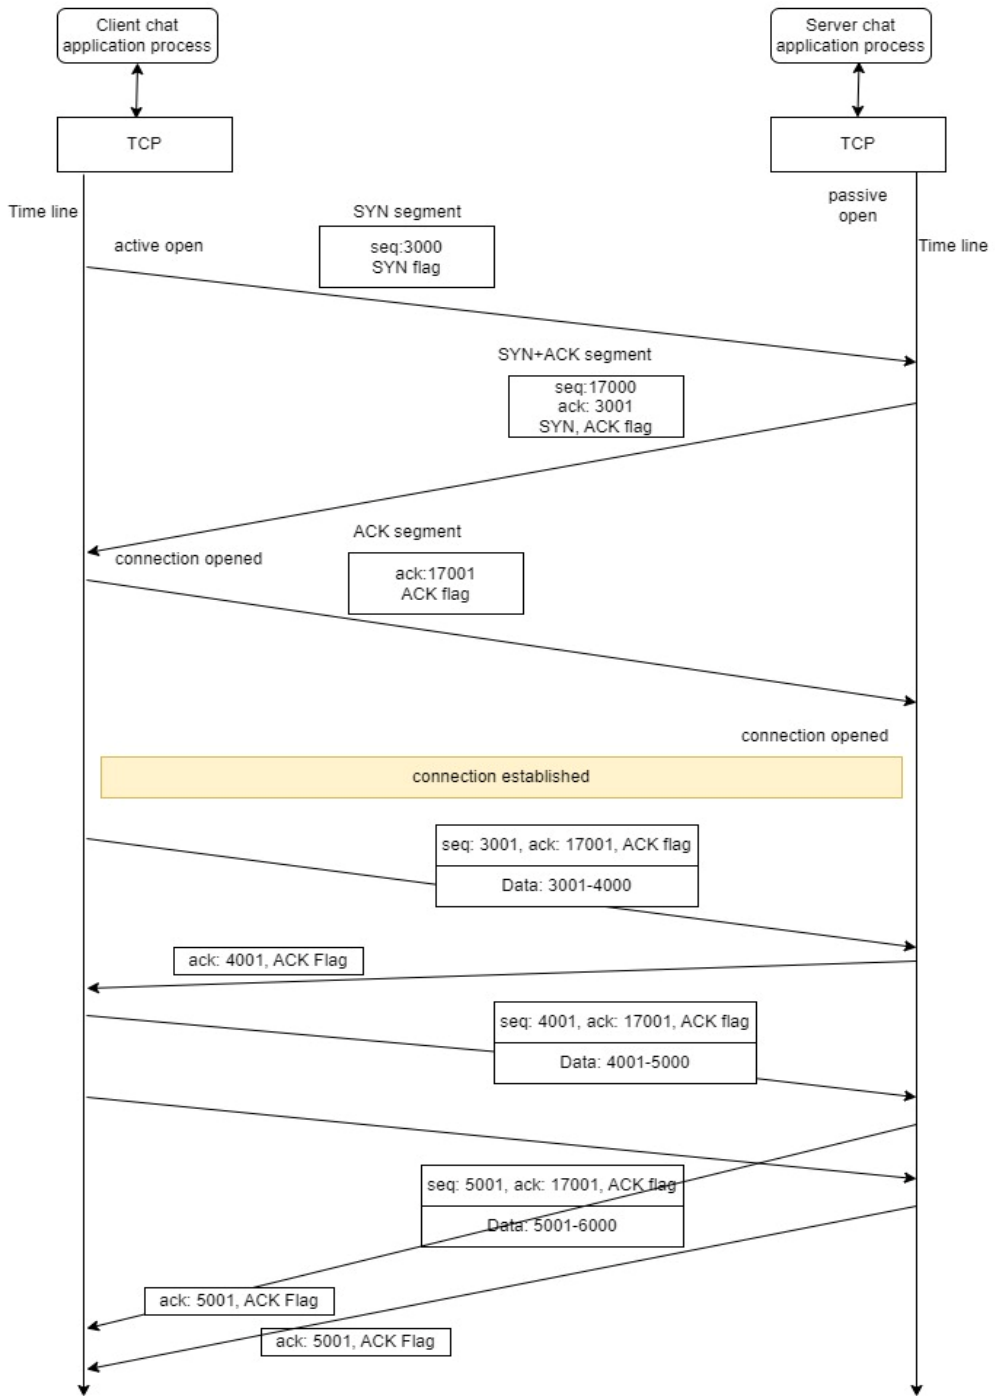 Client chat
application process
Server chat
application process
TCP
TCP
Time line
passive
open
SYN segment
active open
Time line
seq:3000
SYN flag
SYN+ACK segment
seq:17000
ack: 3001
SYN, ACK flag
ACK segment
connection opened
ack:17001
ACK flag
connection opened
connection established
seq: 3001, ack: 17001, ACK flag
Data: 3001-4000
ack: 4001, ACK Flag
seq: 4001, ack: 17001, ACK flag
Data: 4001-5000
seq: 5001, ack: 17001, ACK flag
Data: 5001-6000
ack: 5001, ACK Flag
ack: 5001, ACK Flag